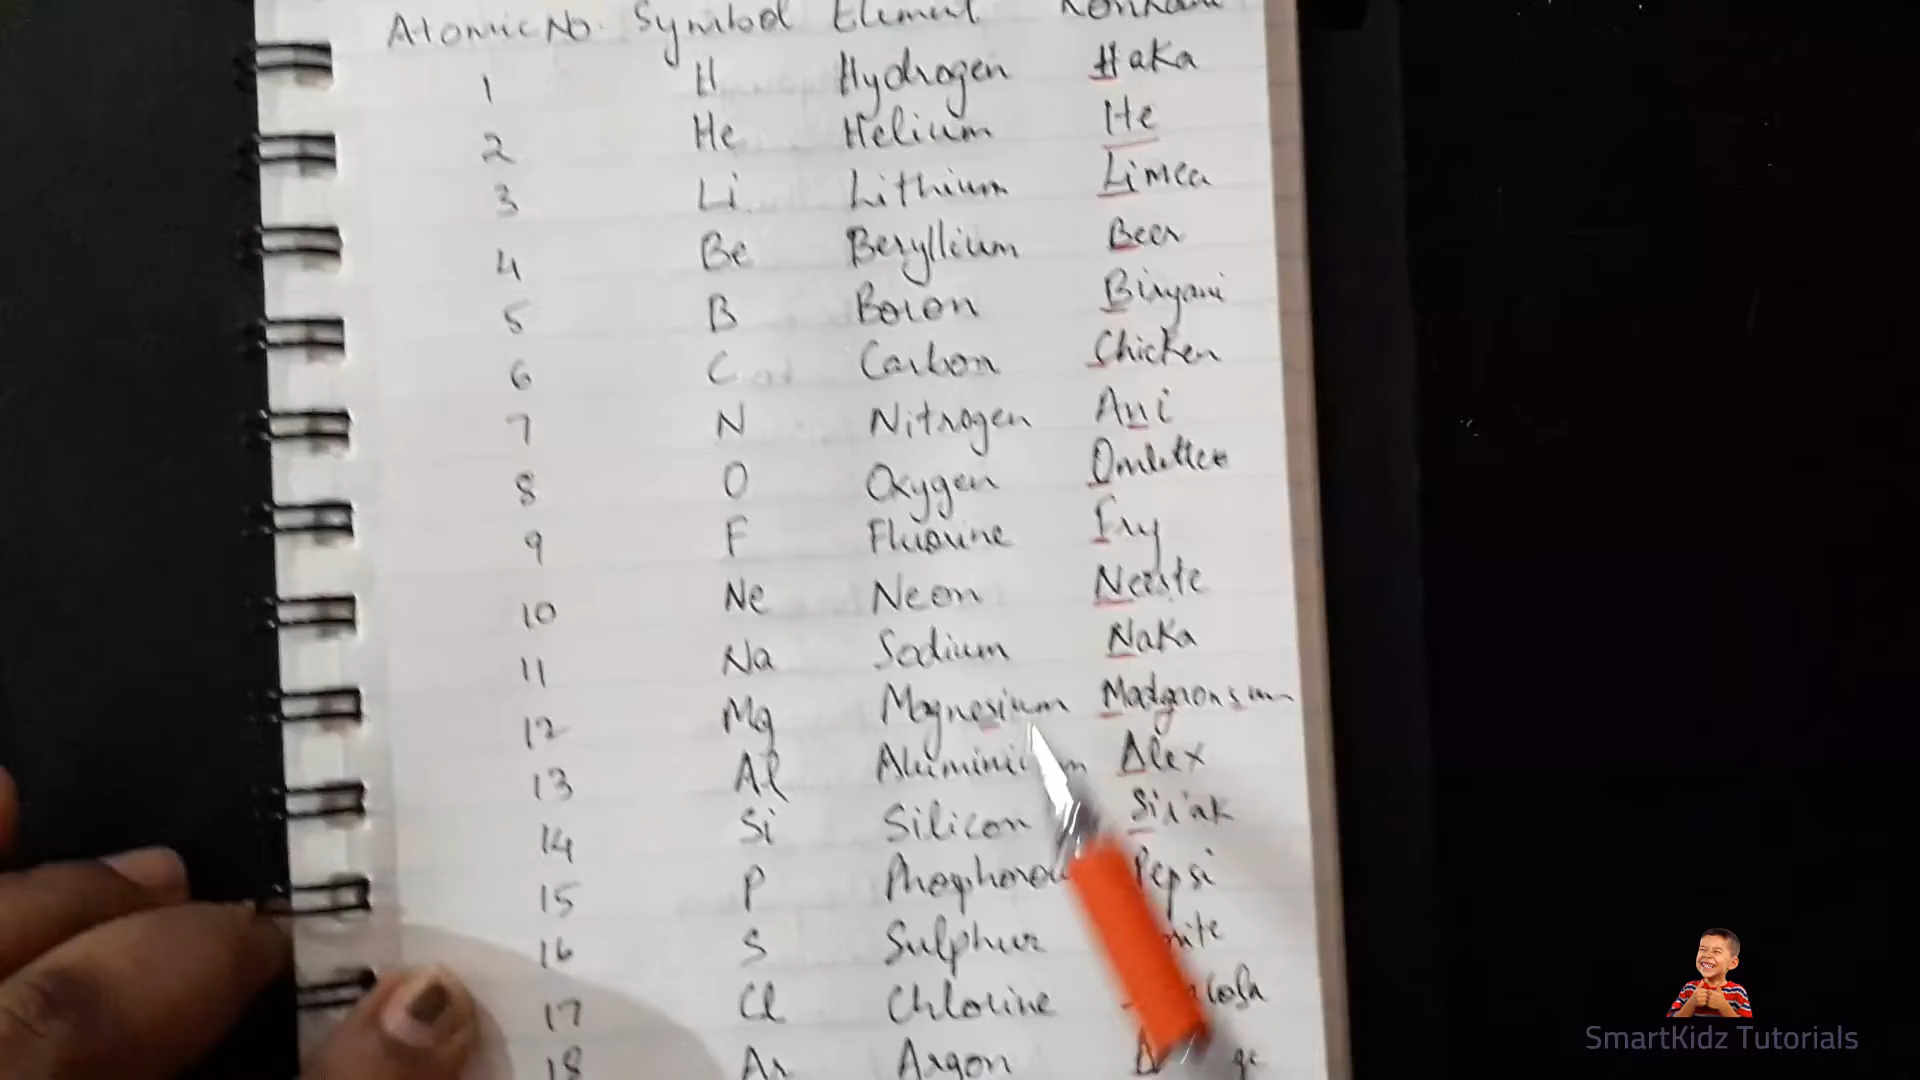 Atomic No. Symbol Element Konkani
1 H Hydrogen Haka
2 He Helium He
3 Li Lithium Limca
4 Be Beryllium Beer
5 B Boron Biryani
6 C Carbon Chicken
7 N Nitrogen Ani
8 O Oxygen Omlette
9 F Fluorine Fry
10 Ne Neon
11 Na Sodium Naka
12 Mg Magnesium
13 Al Aluminium Alex
14 Si Silicon
15 P Pepsi
16 S Sulphur
17 Cl Chlorine
18 Ar Argon
SmartKidz Tutorials